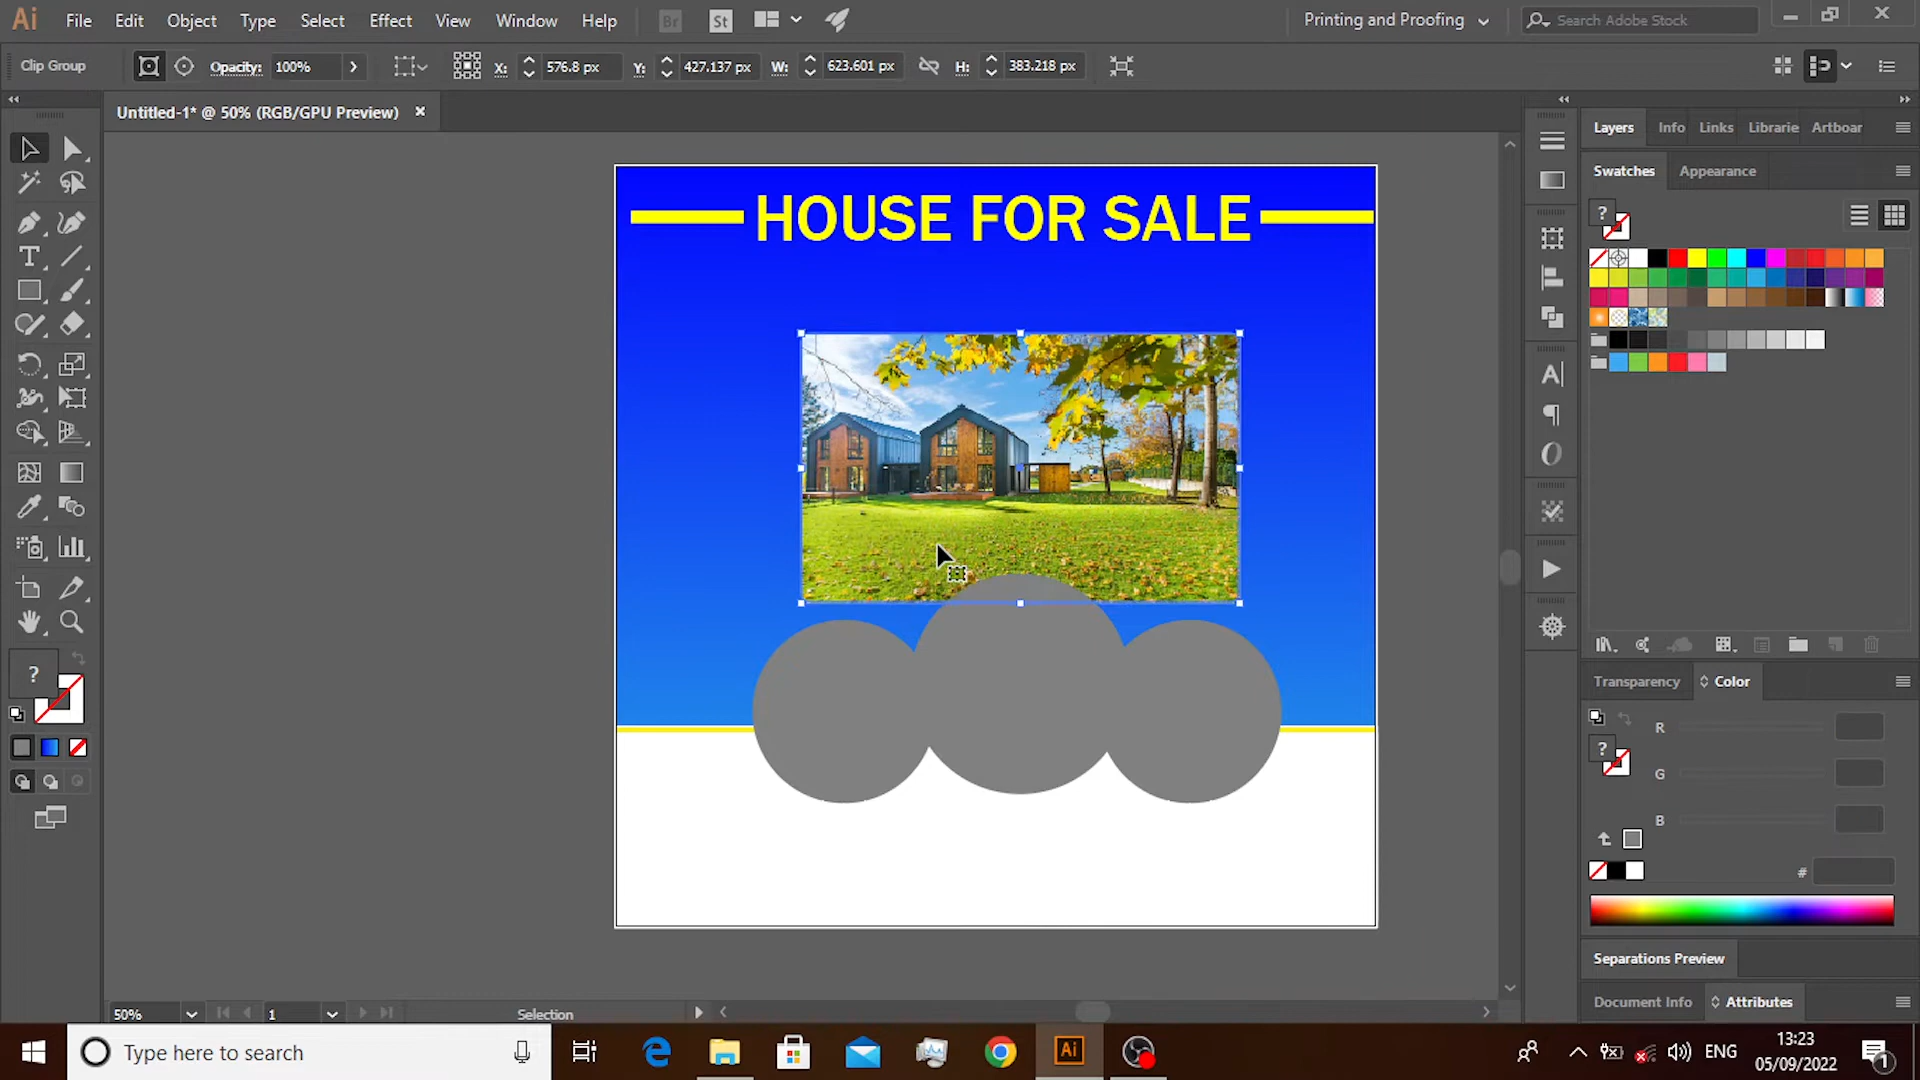 Ai File Edit Object Type Select Effect View Window Help Br St Printing and Proofing Search Adobe Stock
Clip Group Opacity: 100% X: 576.8 px Y: 427.137 px W: 623.601 px H: 383.218 px
Untitled-1* @ 50% (RGB/GPU Preview)
Layers Info Links Librarie Artboar
Swatches Appearance
HOUSE FOR SALE
Transparency Color
R
G
B
#
Separations Preview
Document Info Attributes
50% 1 Selection
Type here to search
Ai
ENG
13:23
05/09/2022
1